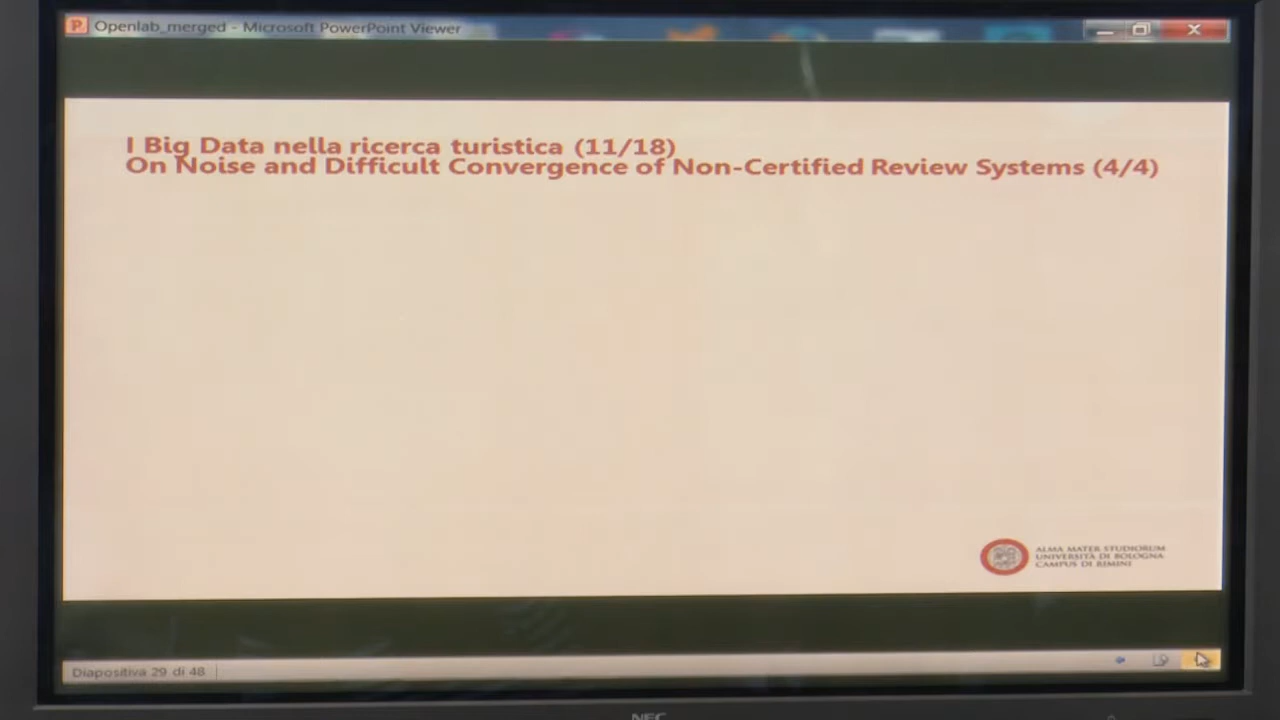 Openlab_merged - Microsoft PowerPoint Viewer
I Big Data nella ricerca turistica (11/18)
On Noise and Difficult Convergence of Non-Certified Review Systems (4/4)
ALMA MATER STUDIORUM
UNIVERSITÀ DI BOLOGNA
CAMPUS DI RIMINI
Diapositiva 29 di 48
NEC